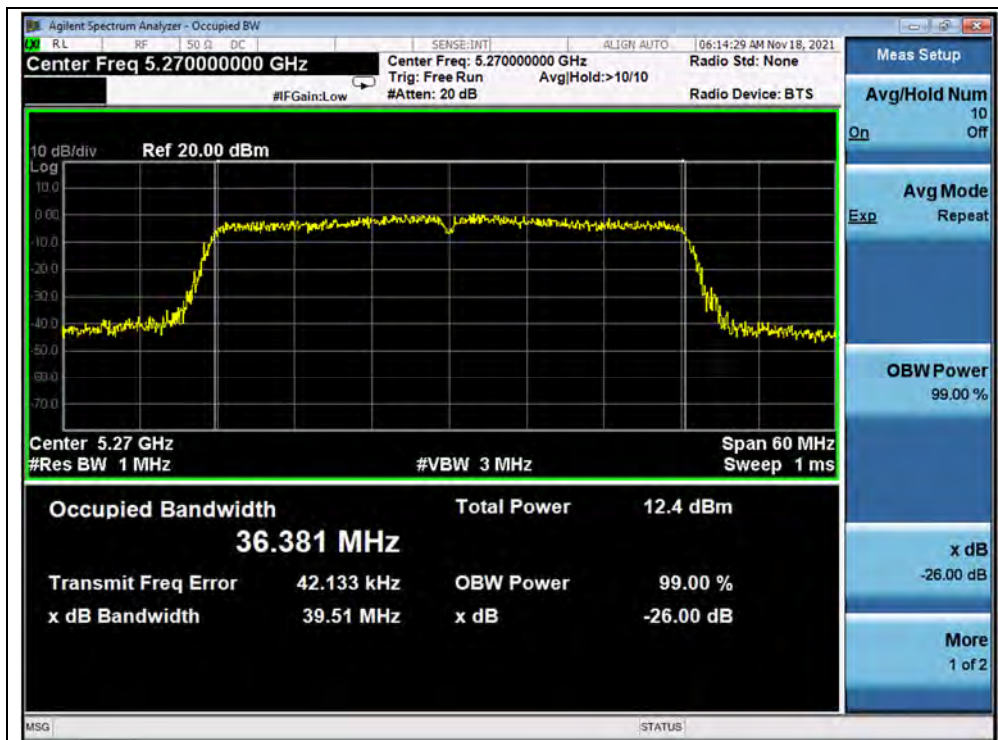 Agilent Spectrum Analyzer - Occupied BW
LXI RL RF 50 Ω DC SENSE:INT ALIGN AUTO 06:14:29 AM Nov 18, 2021
Center Freq 5.270000000 GHz
Center Freq: 5.270000000 GHz Radio Std: None
Trig: Free Run Avg|Hold:>10/10
#IFGain:Low #Atten: 20 dB Radio Device: BTS
10 dB/div Ref 20.00 dBm
Log
10.0
0.00
-10.0
-20.0
-30.0
-40.0
-50.0
-60.0
-70.0
Center 5.27 GHz Span 60 MHz
#Res BW 1 MHz #VBW 3 MHz Sweep 1 ms
Occupied Bandwidth Total Power 12.4 dBm
36.381 MHz
Transmit Freq Error 42.133 kHz OBW Power 99.00 %
x dB Bandwidth 39.51 MHz x dB -26.00 dB
Meas Setup
Avg/Hold Num
10
On Off
Avg Mode
Exp Repeat
OBW Power
99.00 %
x dB
-26.00 dB
More
1 of 2
MSG STATUS